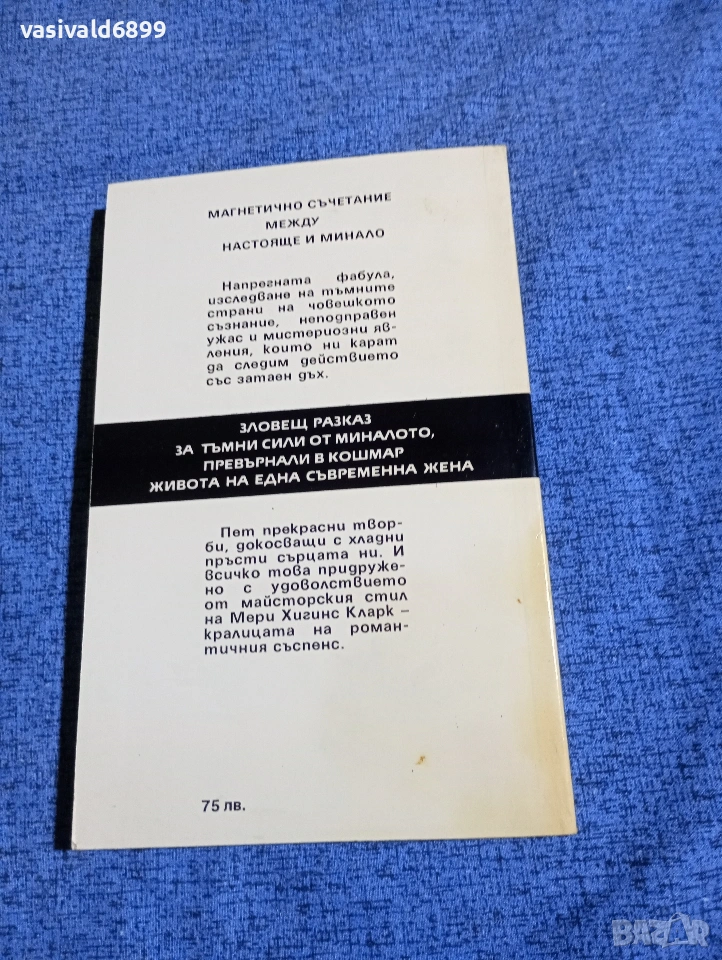 vasivald6899
МАГНЕТИЧНО СЪЧЕТАНИЕ
МЕЖДУ
НАСТОЯЩЕ И МИНАЛО
Напрегната фабула,
изследване на тъмните
страни на човешкото
съзнание, неподправен
ужас и мистериозни яв-
ления, които ни карат
да следим действието
със затаен дъх.
ЗЛОВЕЩ РАЗКАЗ
ЗА ТЪМНИ СИЛИ ОТ МИНАЛОТО,
ПРЕВЪРНАЛИ В КОШМАР
ЖИВОТА НА ЕДНА СЪВРЕМЕННА ЖЕНА
Пет прекрасни твор-
би, докосващи с хладни
пръсти сърцата ни. И
всичко това придруже-
но с удоволствието
от майсторския стил
на Мери Хигинс Кларк –
кралицата на роман-
тичния съспенс.
75 лв.
BAZAR